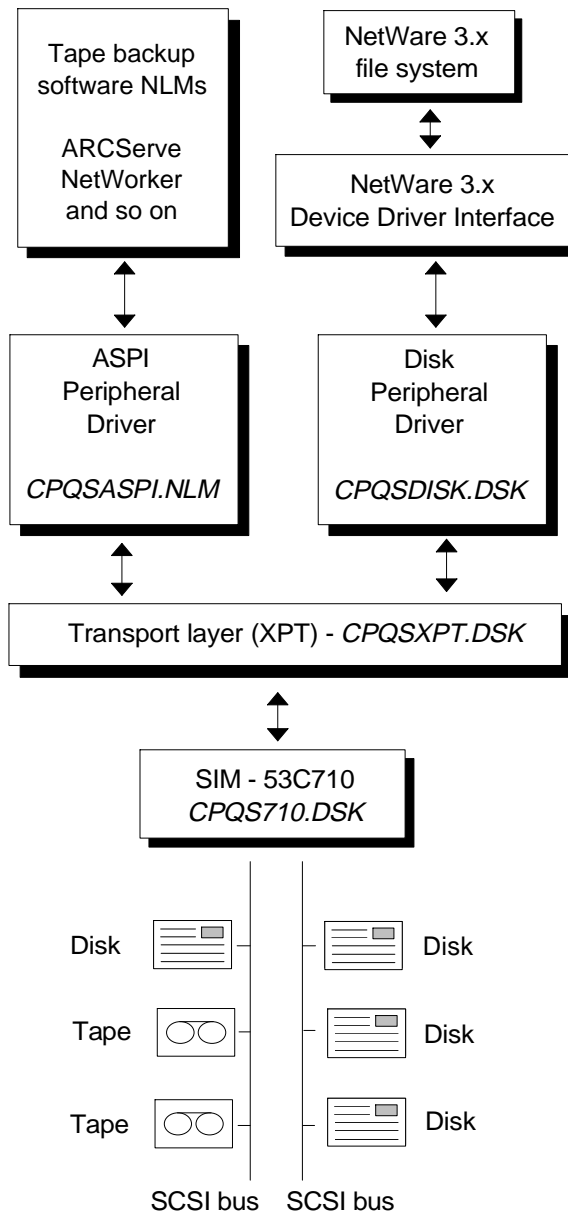 Tape backup
software NLMs
ARCServe
NetWorker
and so on
NetWare 3.x
file system
NetWare 3.x
Device Driver Interface
ASPI
Peripheral
Driver
CPQSASPI.NLM
Disk
Peripheral
Driver
CPQSDISK.DSK
Transport layer (XPT) - CPQSXPT.DSK
SIM - 53C710
CPQS710.DSK
Disk
Disk
Tape
Disk
Tape
Disk
SCSI bus
SCSI bus